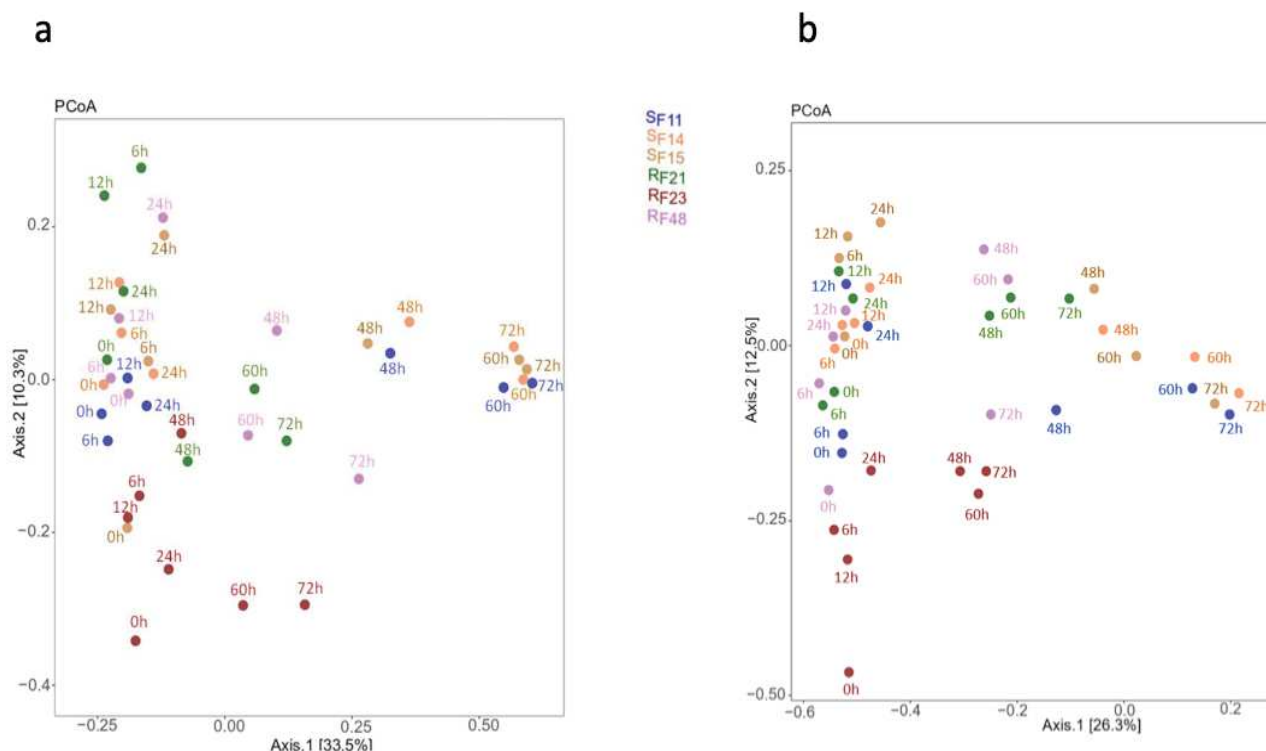 a
b
PCoA
6h
12h
24h
24h
12h
24h
12h
12h
6h
0h
6h
6h
12h
0h
24h
0h
0h
24h
6h
48h
48h
6h
12h
0h
24h
0h
48h
60h
60h
72h
60h
72h
48h
48h
48h
72h
60h
72h
60h
72h
60h
0.2
0.0
−0.2
−0.4
Axis.2 [10.3%]
−0.25
0.00
0.25
0.50
Axis.1 [33.5%]
SF11
SF14
SF15
RF21
RF23
RF48
PCoA
24h
12h
6h
12h
12h
24h
24h
12h
12h
24h
24h
0h
6h
6h
0h
6h
6h
0h
0h
24h
6h
12h
0h
48h
60h
60h
72h
48h
48h
48h
60h
60h
72h
48h
60h
72h
72h
72h
48h
72h
60h
0.25
0.00
−0.25
−0.50
Axis.2 [12.5%]
−0.6
−0.4
−0.2
0.0
0.2
Axis.1 [26.3%]